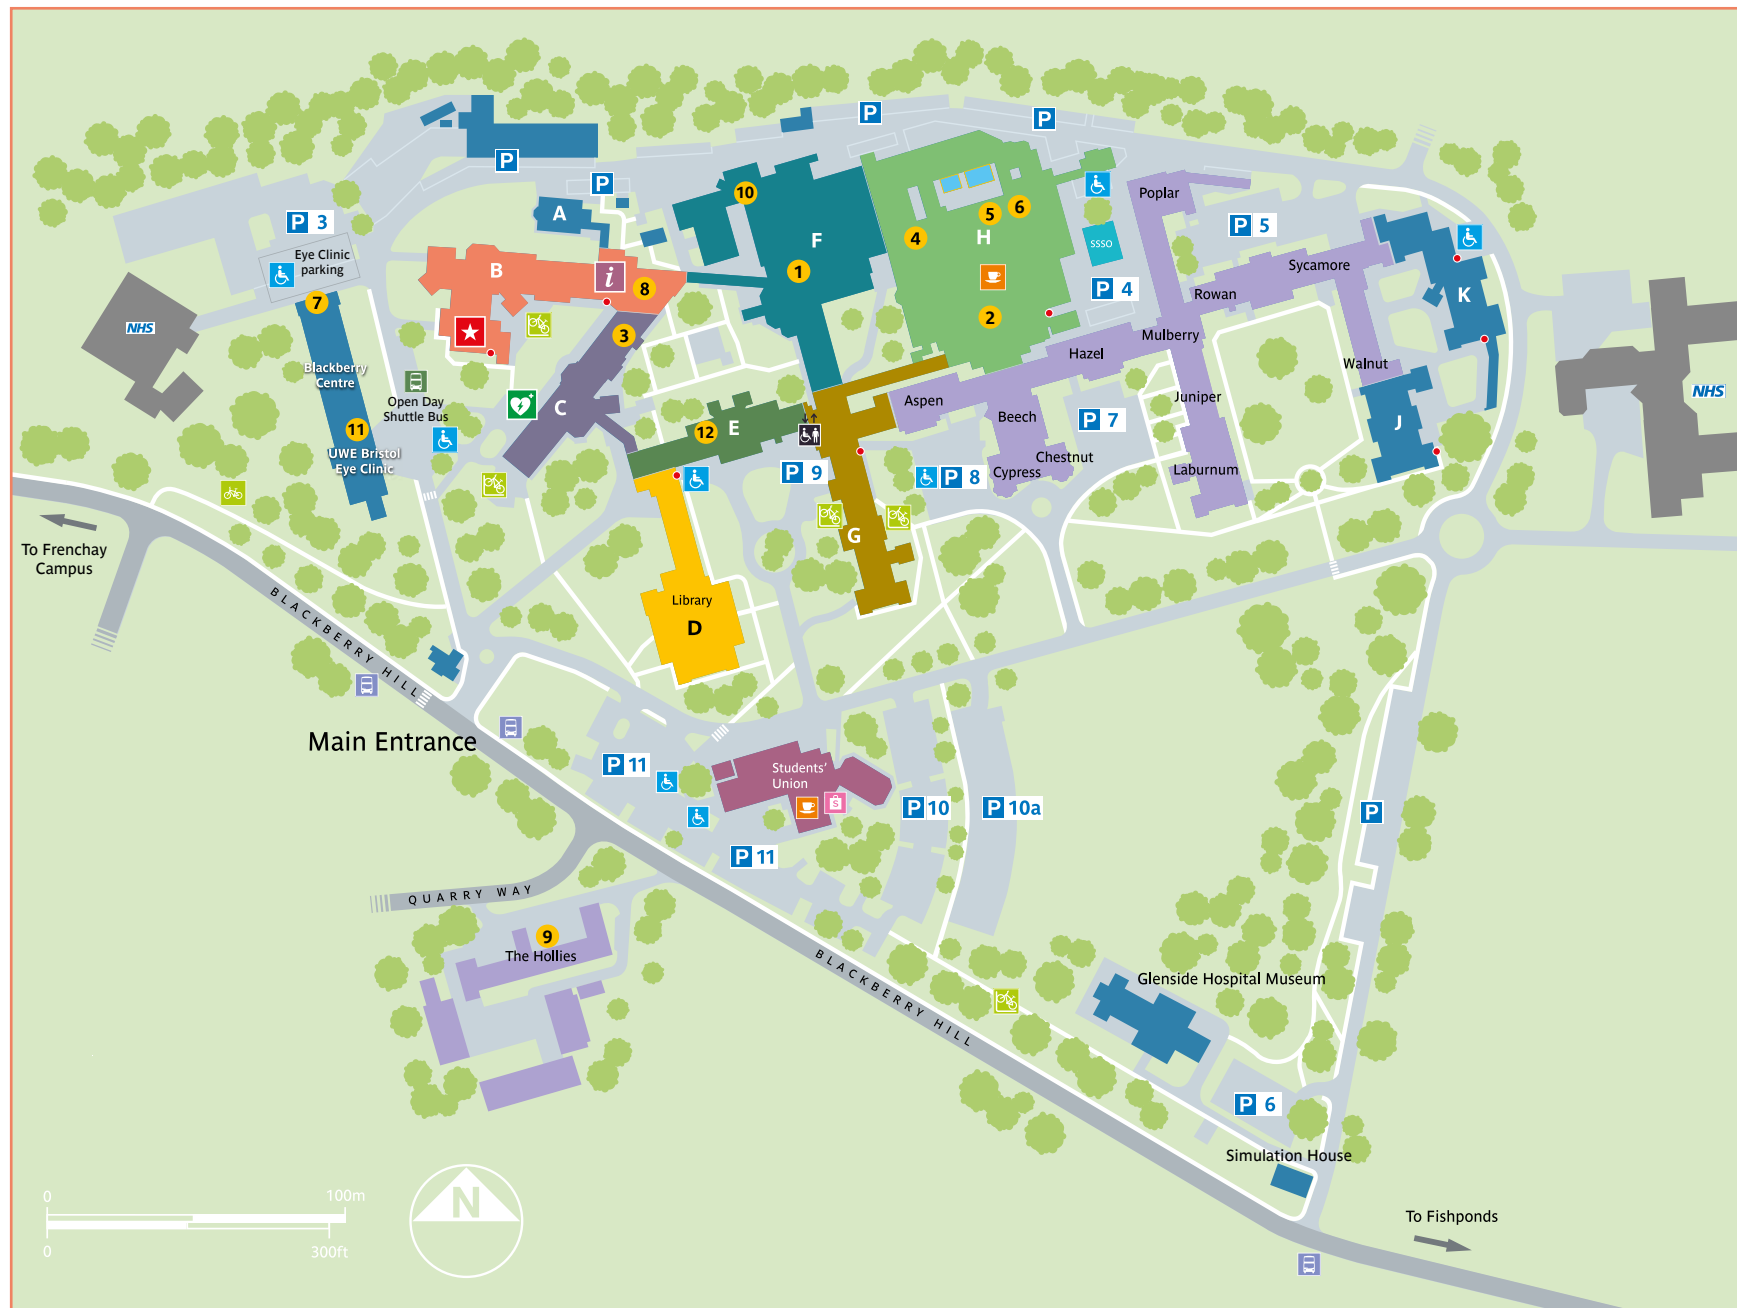 P
P
P
P
10
A
P 3
Eye Clinic
parking
7
B
i
8
3
F
1
5
6
4
H
2
SSSO
P 4
Poplar
P 5
Sycamore
Rowan
K
Mulberry
Hazel
Walnut
NHS
NHS
Blackberry
Centre
Open Day
Shuttle Bus
C
11
UWE Bristol
Eye Clinic
12
E
Aspen
Beech
P 7
Juniper
J
Chestnut
Cypress
Laburnum
P 9
P 8
G
To Frenchay
Campus
Library
D
BLACKBERRY HILL
Main Entrance
P 11
Students'
Union
S
P 10
P 10a
P
P 11
QUARRY WAY
9
The Hollies
BLACKBERRY HILL
Glenside Hospital Museum
P 6
Simulation House
To Fishponds
0
100m
0
300ft
N